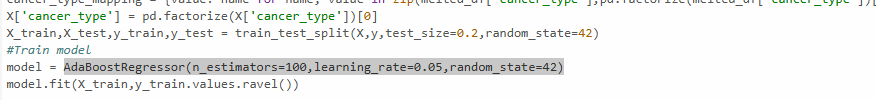 cancer_type_mapping = {value: name for name, value in zip(melted_df['cancer_type'],pd.factorize(melted_df['cancer_type'])[
X['cancer_type'] = pd.factorize(X['cancer_type'])[0]
X_train,X_test,y_train,y_test = train_test_split(X,y,test_size=0.2,random_state=42)
#Train model
model = AdaBoostRegressor(n_estimators=100,learning_rate=0.05,random_state=42)
model.fit(X_train,y_train.values.ravel())